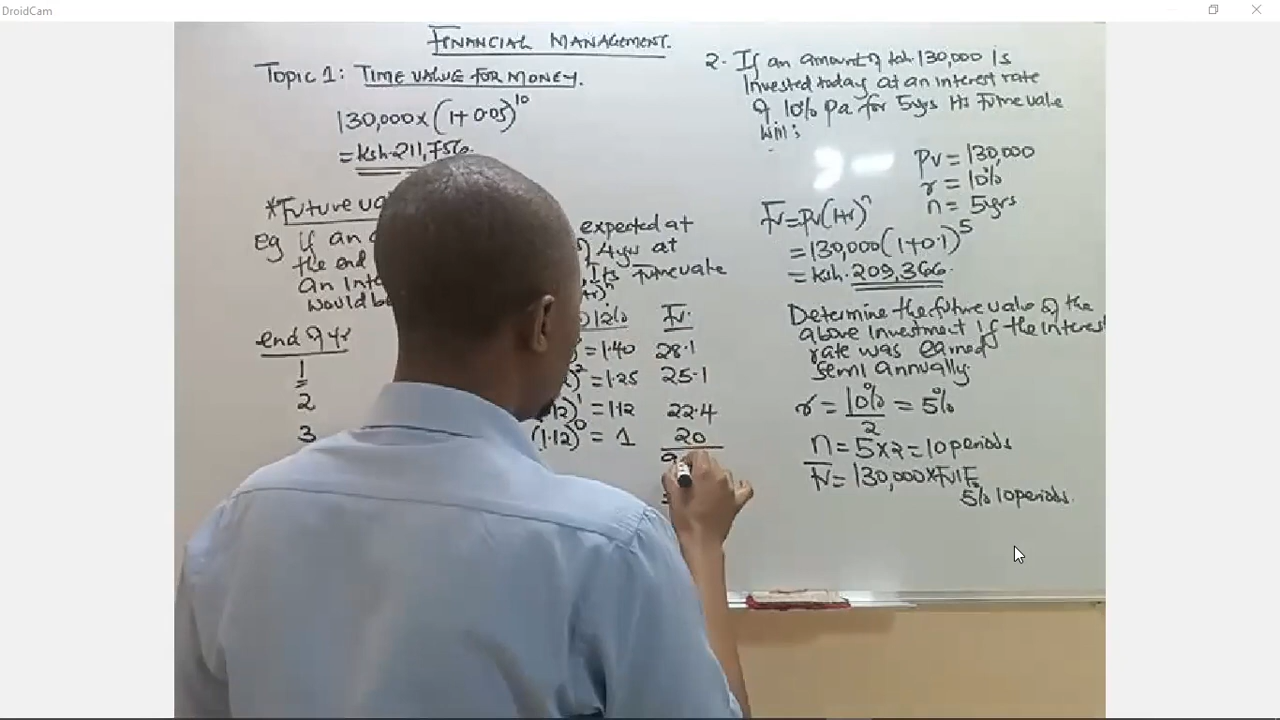 DroidCam
FINANCIAL MANAGEMENT.
Topic 1: TIME VALUE FOR MONEY.
130,000 x (1 + 0.05)^10
= Ksh. 211,756.
*Future va
eg If an a expected at
the end of 4yrs at
an Inte Its Future value
would b
end of yr 12% Fv.
1 = 1.40 28.1
2 ^2 = 1.25 25.1
3 12)^1 = 1.12 22.4
(1.12)^0 = 1 20
2. If an amount of ksh.130,000 is
Invested today at an interest rate
of 10% pa for 5yrs Its Future value
Will:
PV = 130,000
r = 10%
n = 5yrs
Fv = PV(1+r)^n
= 130,000(1+0.1)^5
= Ksh. 209,366.
Determine the future value of the
above investment if the interest
rate was earned
semi annually.
r = 10%/2 = 5%
n = 5x2 = 10 periods
Fv = 130,000 x FVIF
5% 10 periods.